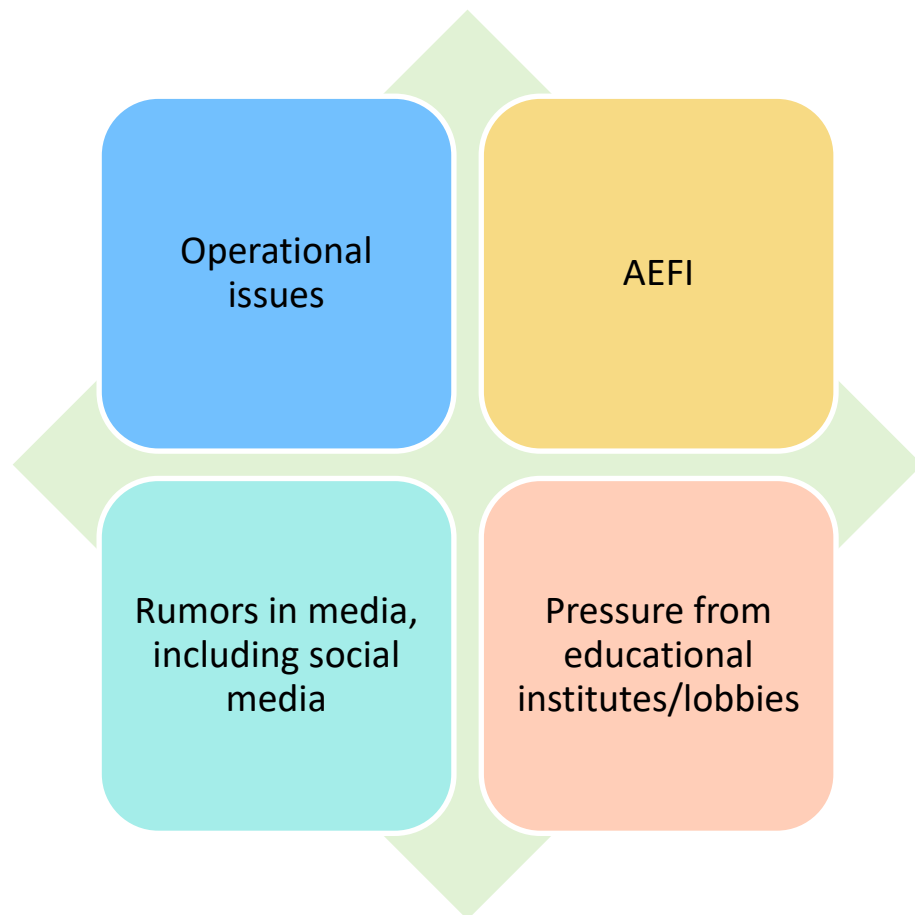 Operational
issues
AEFI
Rumors in media,
including social
media
Pressure from
educational
institutes/lobbies